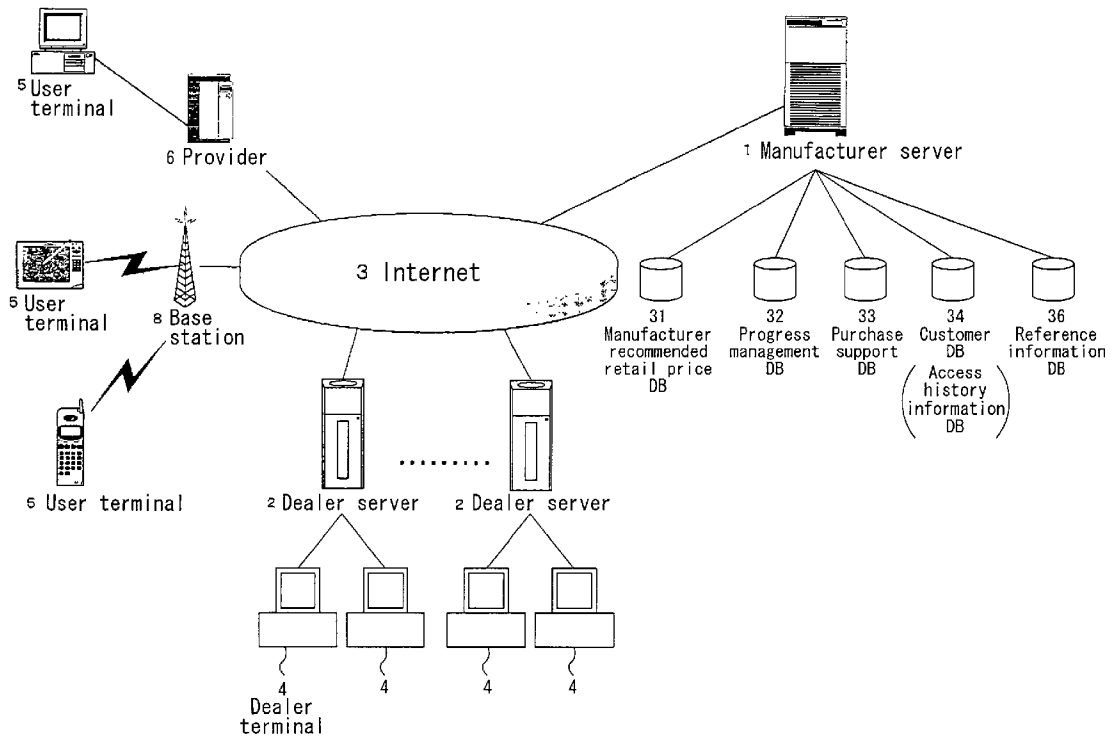 5 User
terminal
6 Provider
1 Manufacturer server
3 Internet
5 User
terminal
8 Base
station
31
Manufacturer
recommended
retail price
DB
32
Progress
management
DB
33
Purchase
support
DB
34
Customer
DB
(Access
history
information
DB)
36
Reference
information
DB
5 User terminal
2 Dealer server
.........
2 Dealer server
4
Dealer
terminal
4
4
4